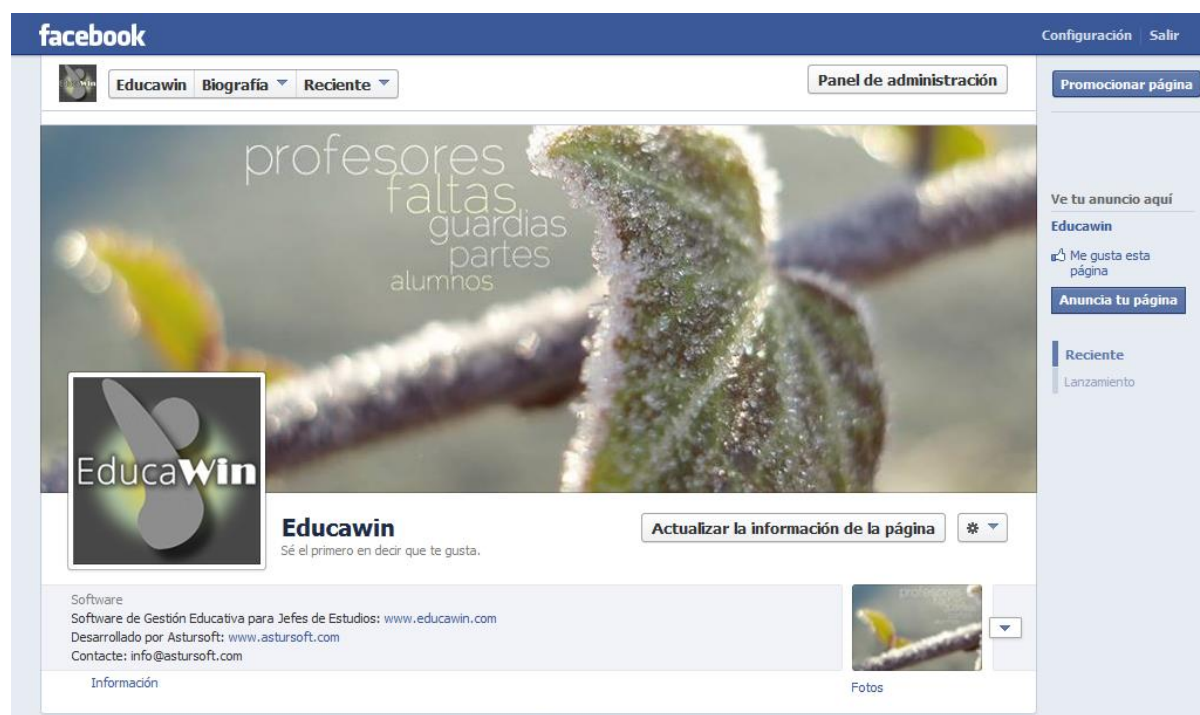 facebook
Configuración Salir
Educawin Biografía Reciente
Panel de administración
Promocionar página
profesores
faltas
guardias
partes
alumnos
Ve tu anuncio aquí
Educawin
Me gusta esta
página
Anuncia tu página
Reciente
Lanzamiento
EducaWin
Educawin
Sé el primero en decir que te gusta.
Actualizar la información de la página
Software
Software de Gestión Educativa para Jefes de Estudios: www.educawin.com
Desarrollado por Astursoft: www.astursoft.com
Contacte: info@astursoft.com
Información
profesores
Fotos